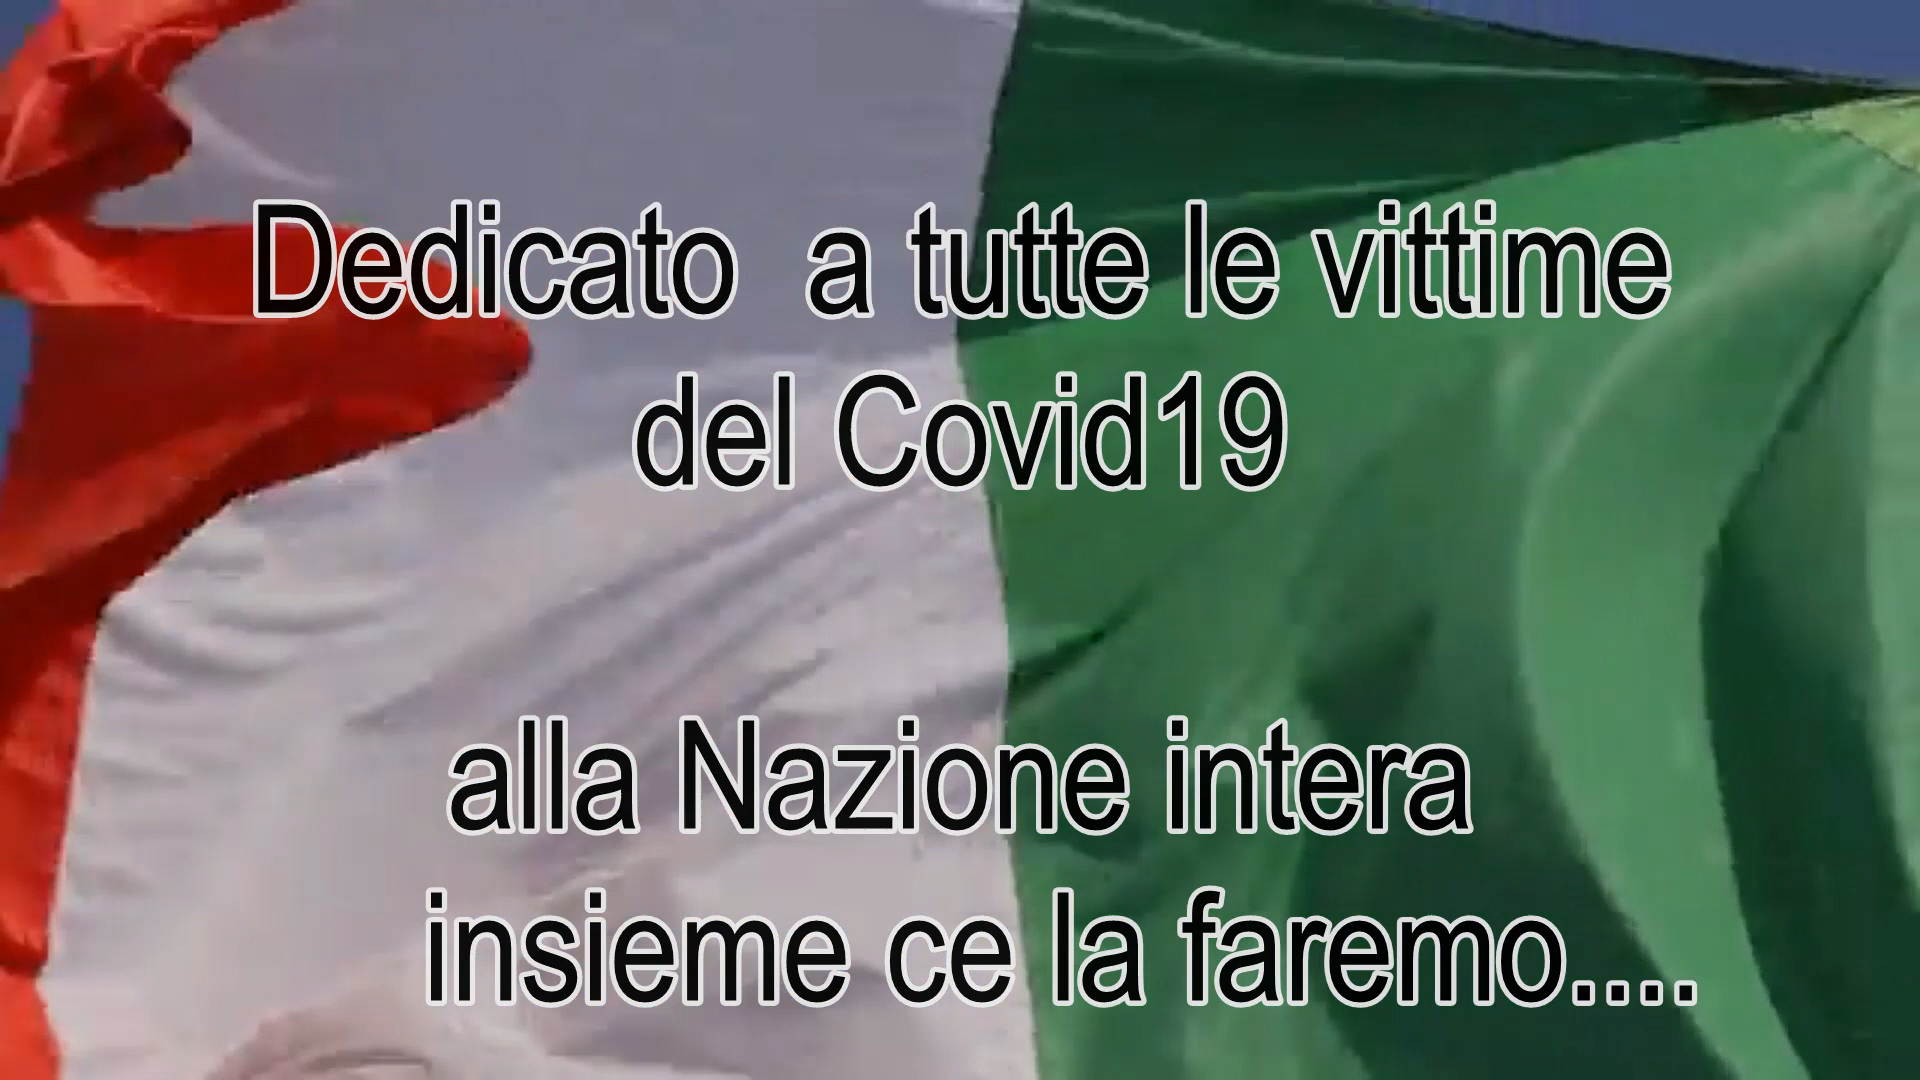 Dedicato  a tutte le vittime
del Covid19
alla Nazione intera
insieme ce la faremo....